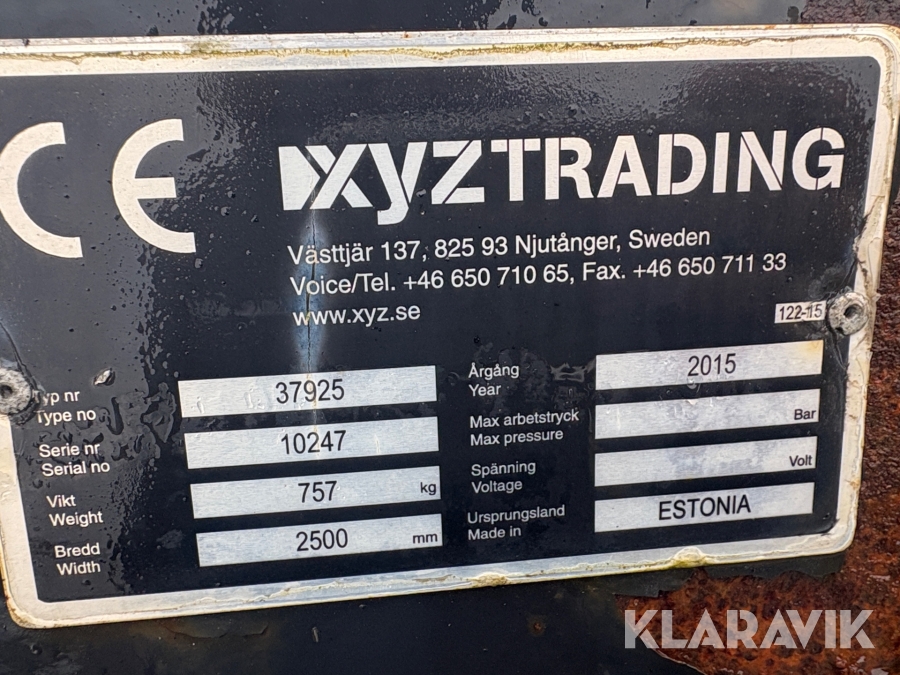 CE
XYZTRADING
Västtjär 137, 825 93 Njutånger, Sweden
Voice/Tel. +46 650 710 65, Fax. +46 650 711 33
www.xyz.se
122-15
Typ nr
Type no
37925
Serie nr
Serial no
10247
Vikt
Weight
757 kg
Bredd
Width
2500 mm
Årgång
Year
2015
Max arbetstryck
Max pressure
Bar
Spänning
Voltage
Volt
Ursprungsland
Made in
ESTONIA
KLARAVIK